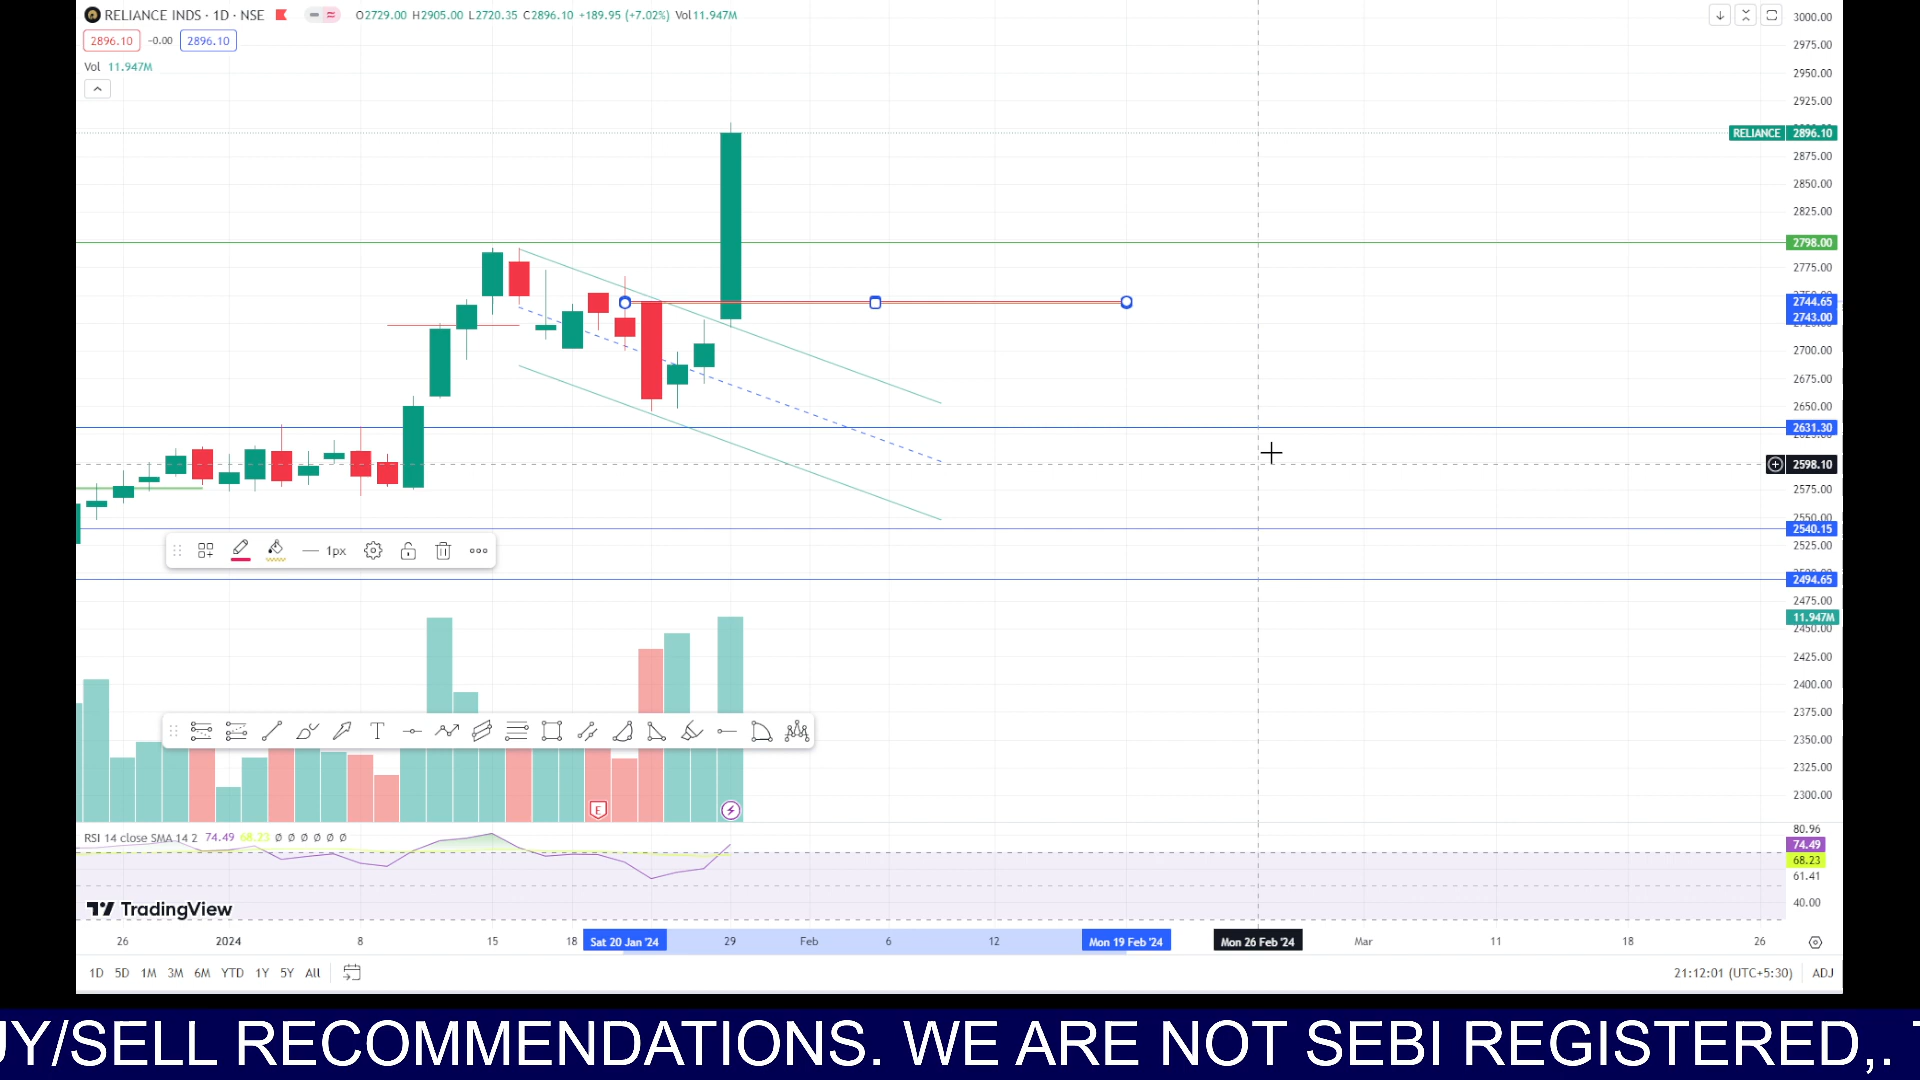 RELIANCE INDS · 1D · NSE O2729.00 H2905.00 L2720.35 C2896.10 +189.95 (+7.02%) Vol11.947M
2896.10 -0.00 2896.10
Vol 11.947M
3000.00
2975.00
2950.00
2925.00
RELIANCE 2896.10
2875.00
2850.00
2825.00
2798.00
2775.00
2744.65
2743.00
2700.00
2675.00
2650.00
2631.30
2598.10
2575.00
2550.00
2540.15
2525.00
2494.65
2475.00
11.947M
2450.00
2425.00
2400.00
2375.00
2350.00
2325.00
2300.00
1px
T
E
RSI 14 close SMA 14 2 74.49 68.23 ∅ ∅ ∅ ∅ ∅ ∅
80.96
74.49
68.23
61.41
40.00
TradingView
26 2024 8 15 18 Sat 20 Jan '24 29 Feb 6 12 Mon 19 Feb '24 Mon 26 Feb '24 Mar 11 18 26
1D 5D 1M 3M 6M YTD 1Y 5Y All 21:12:01 (UTC+5:30) ADJ
UY/SELL RECOMMENDATIONS. WE ARE NOT SEBI REGISTERED,.